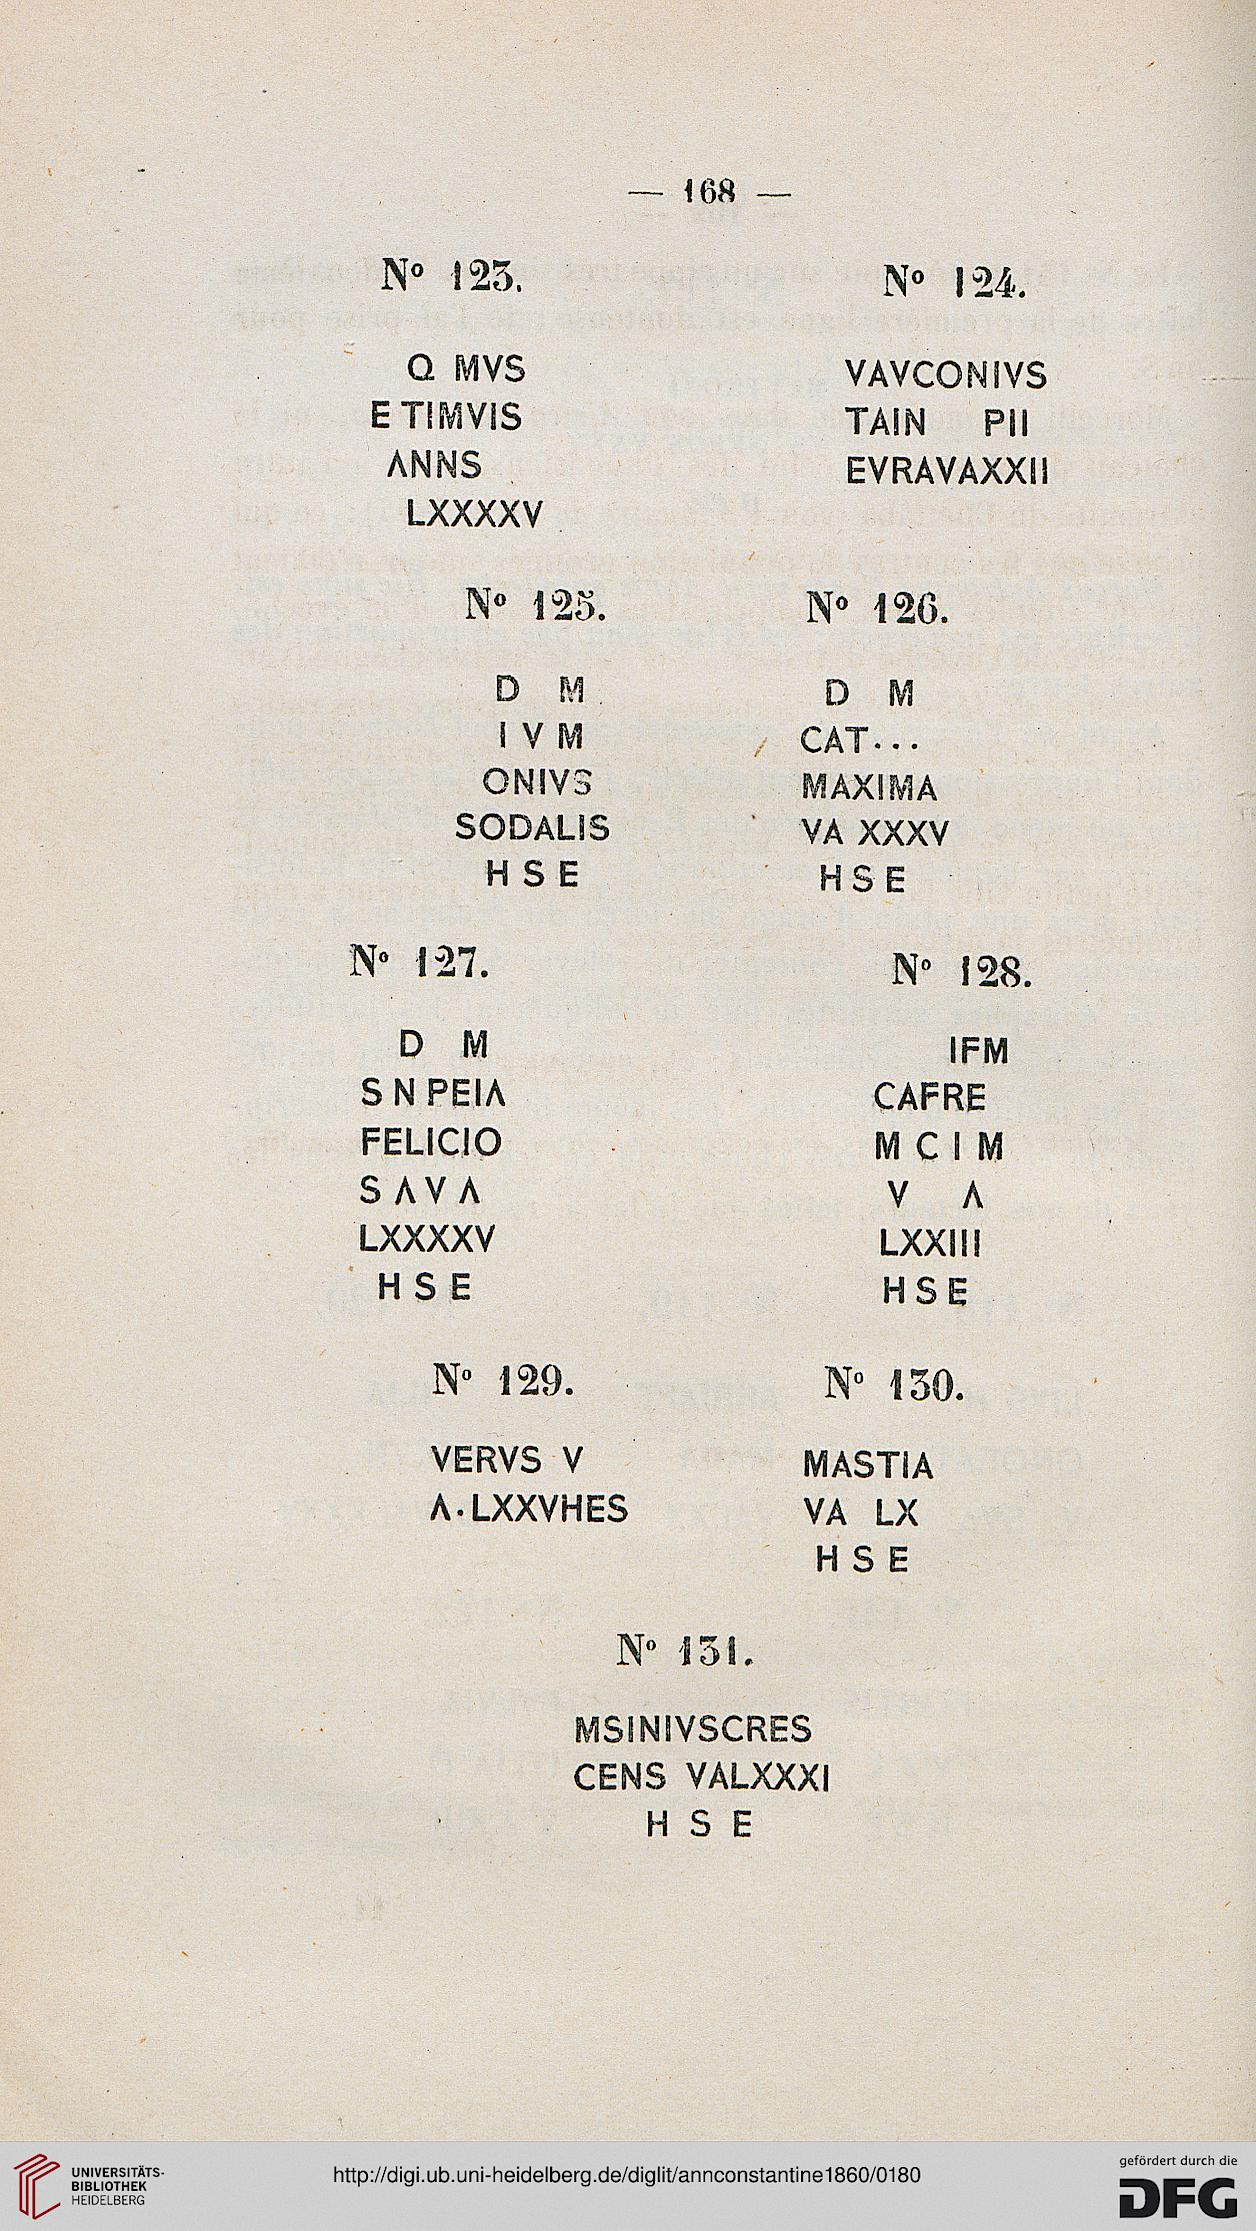 — 168 —
N° 123.
Q MVS
E TIMVIS
ΛNNS
LXXXXV
N° 124.
VAVCONIVS
TAIN PII
EVRAVAXXII
N° 125.
D M
I V M
ONIVS
SODALIS
H S E
N° 126.
D M
CAT...
MAXIMA
VA XXXV
H S E
N° 127.
D M
S N PEIΛ
FELICIO
S Λ V Λ
LXXXXV
H S E
N° 128.
IFM
CAFRE
M C I M
V Λ
LXXIII
H S E
N° 129.
VERVS V
Λ.LXXVHES
N° 130.
MASTIA
VA LX
H S E
N° 131.
MSINIVSCRES
CENS VALXXXI
H S E
UNIVERSITÄTS-
BIBLIOTHEK
HEIDELBERG
http://digi.ub.uni-heidelberg.de/diglit/annconstantine1860/0180
gefördert durch die
DFG